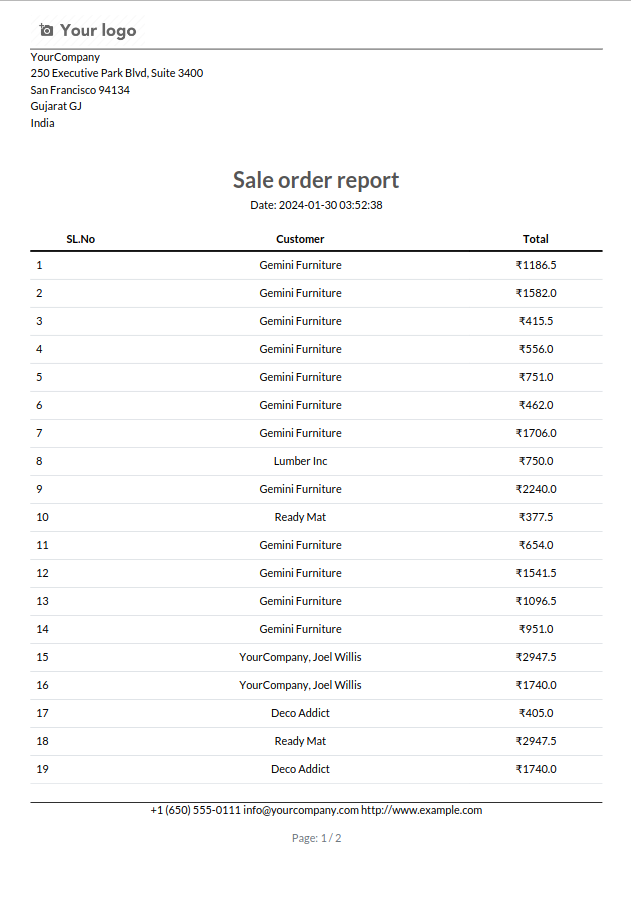 Your logo
YourCompany
250 Executive Park Blvd, Suite 3400
San Francisco 94134
Gujarat GJ
India
Sale order report
Date: 2024-01-30 03:52:38
SL.No Customer Total
1 Gemini Furniture ₹1186.5
2 Gemini Furniture ₹1582.0
3 Gemini Furniture ₹415.5
4 Gemini Furniture ₹556.0
5 Gemini Furniture ₹751.0
6 Gemini Furniture ₹462.0
7 Gemini Furniture ₹1706.0
8 Lumber Inc ₹750.0
9 Gemini Furniture ₹2240.0
10 Ready Mat ₹377.5
11 Gemini Furniture ₹654.0
12 Gemini Furniture ₹1541.5
13 Gemini Furniture ₹1096.5
14 Gemini Furniture ₹951.0
15 YourCompany, Joel Willis ₹2947.5
16 YourCompany, Joel Willis ₹1740.0
17 Deco Addict ₹405.0
18 Ready Mat ₹2947.5
19 Deco Addict ₹1740.0
+1 (650) 555-0111 info@yourcompany.com http://www.example.com
Page: 1 / 2